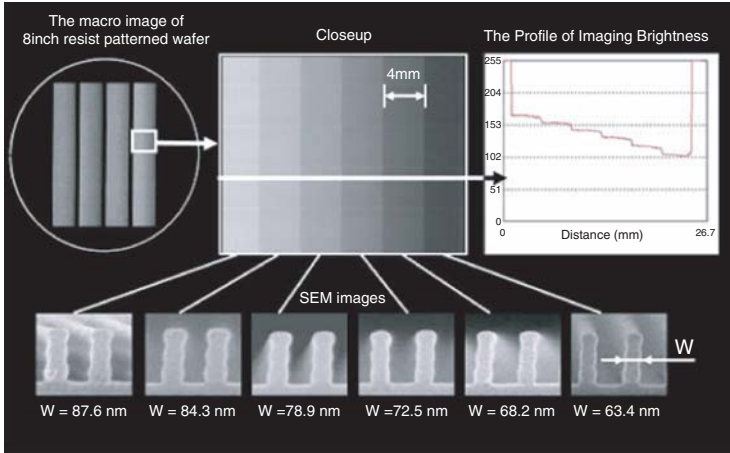 The macro image of
8inch resist patterned wafer
Closeup
4mm
The Profile of Imaging Brightness
255
204
153
102
51
0
0
Distance (mm)
26.7
SEM images
W
W = 87.6 nm
W = 84.3 nm
W =78.9 nm
W = 72.5 nm
W = 68.2 nm
W = 63.4 nm